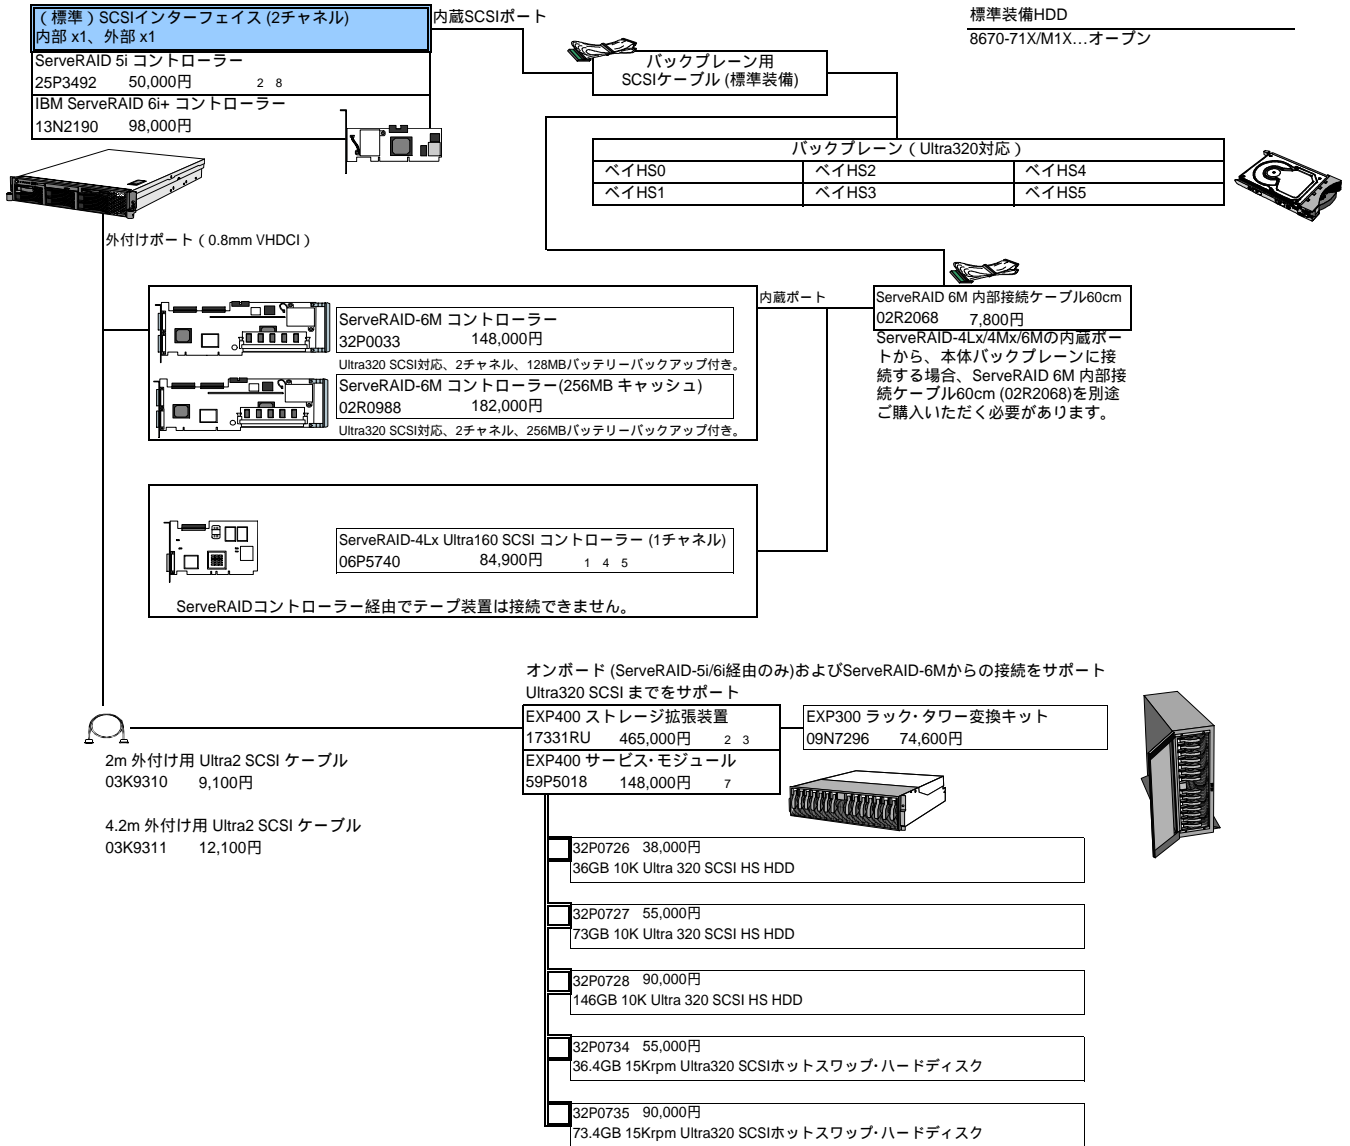 (標準)SCSIインターフェイス (2チャネル)
内部 x1、外部 x1
ServeRAID 5i コントローラー
25P3492 50,000円 2 8
IBM ServeRAID 6i+ コントローラー
13N2190 98,000円
内蔵SCSIポート
バックプレーン用
SCSIケーブル (標準装備)
標準装備HDD
8670-71X/M1X…オープン
バックプレーン(Ultra320対応)
ベイHS0 ベイHS2 ベイHS4
ベイHS1 ベイHS3 ベイHS5
外付けポート(0.8mm VHDCI)
ServeRAID-6M コントローラー
32P0033 148,000円
Ultra320 SCSI対応、2チャネル、128MBバッテリーバックアップ付き。
ServeRAID-6M コントローラー(256MB キャッシュ)
02R0988 182,000円
Ultra320 SCSI対応、2チャネル、256MBバッテリーバックアップ付き。
内蔵ポート
ServeRAID 6M 内部接続ケーブル60cm
02R2068 7,800円
ServeRAID-4Lx/4Mx/6Mの内蔵ポー
トから、本体バックプレーンに接
続する場合、ServeRAID 6M 内部接
続ケーブル60cm (02R2068)を別途
ご購入いただく必要があります。
ServeRAID-4Lx Ultra160 SCSI コントローラー (1チャネル)
06P5740 84,900円 1 4 5
ServeRAIDコントローラー経由でテープ装置は接続できません。
オンボード (ServeRAID-5i/6i経由のみ)およびServeRAID-6Mからの接続をサポート
Ultra320 SCSI までをサポート
EXP400 ストレージ拡張装置
17331RU 465,000円 2 3
EXP400 サービス・モジュール
59P5018 148,000円 7
EXP300 ラック・タワー変換キット
09N7296 74,600円
2m 外付け用 Ultra2 SCSI ケーブル
03K9310 9,100円
4.2m 外付け用 Ultra2 SCSI ケーブル
03K9311 12,100円
32P0726 38,000円
36GB 10K Ultra 320 SCSI HS HDD
32P0727 55,000円
73GB 10K Ultra 320 SCSI HS HDD
32P0728 90,000円
146GB 10K Ultra 320 SCSI HS HDD
32P0734 55,000円
36.4GB 15Krpm Ultra320 SCSIホットスワップ・ハードディスク
32P0735 90,000円
73.4GB 15Krpm Ultra320 SCSIホットスワップ・ハードディスク